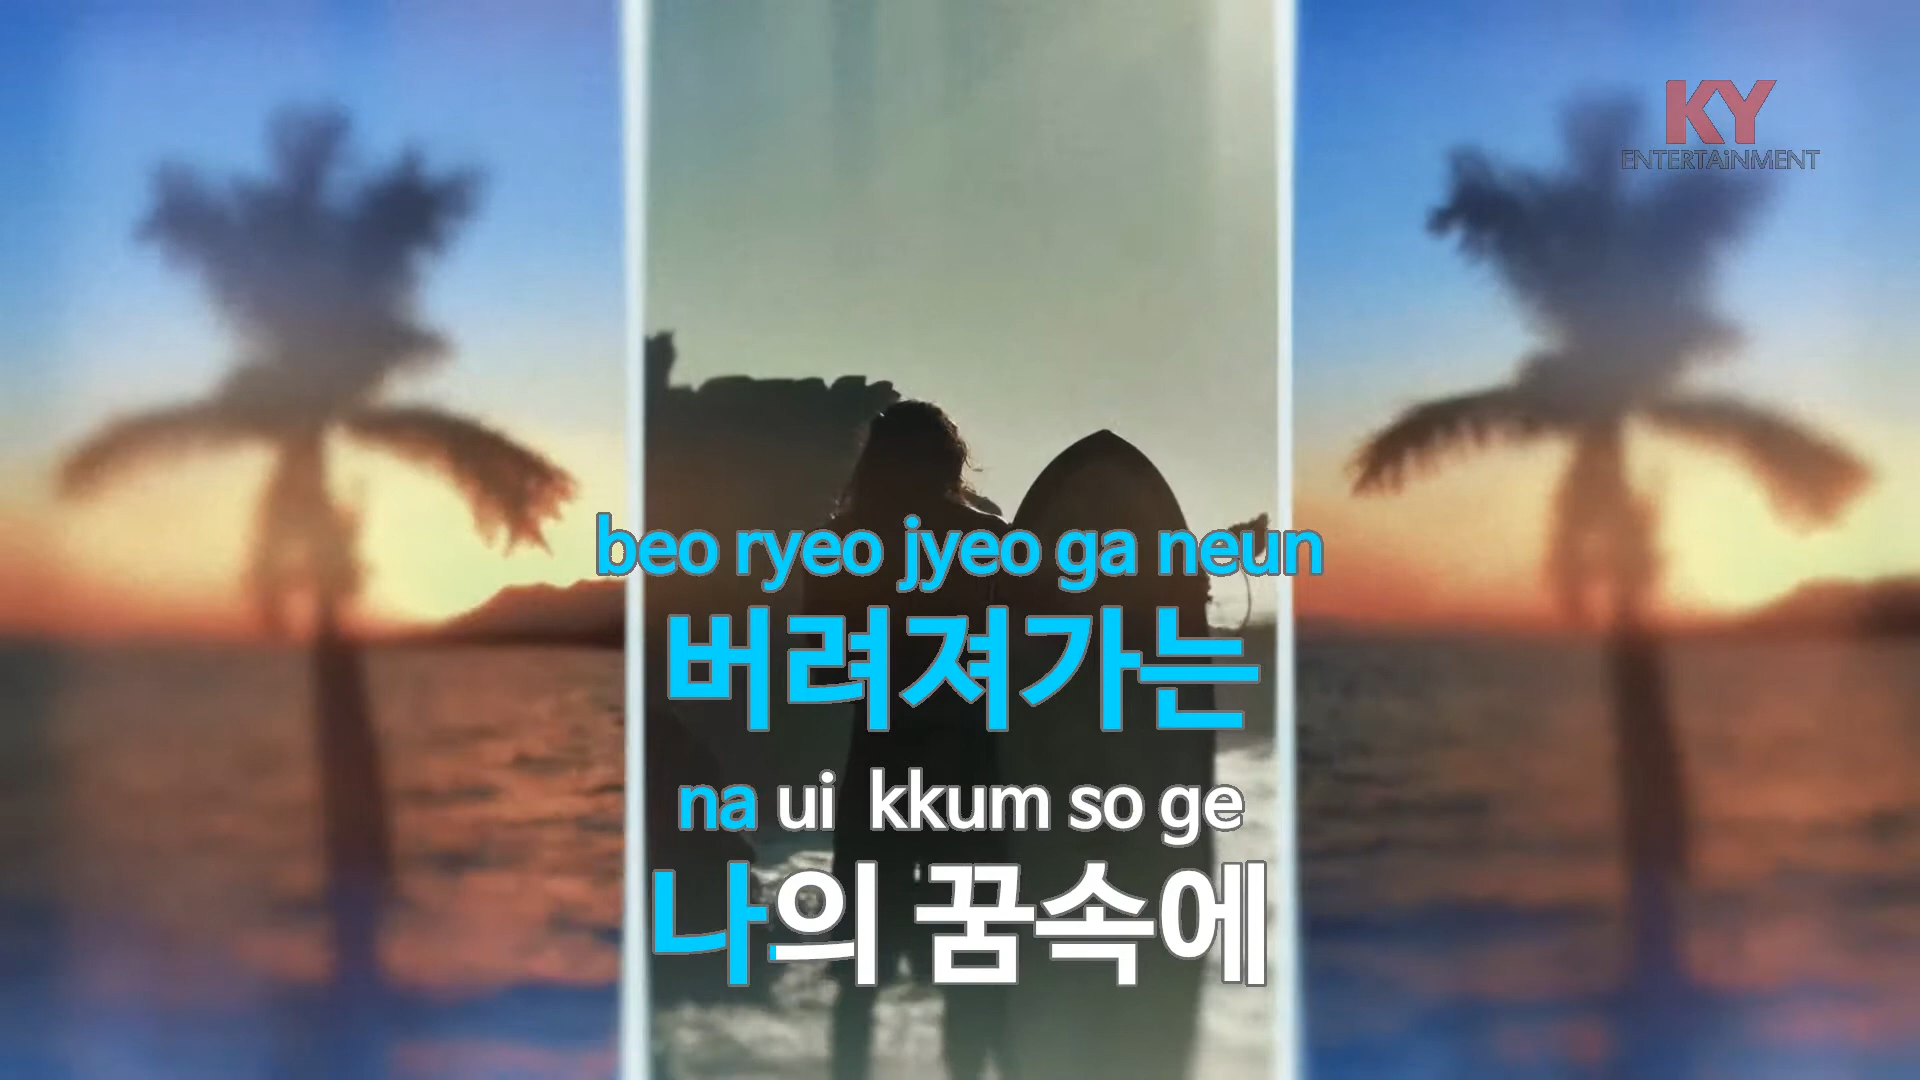 KY
ENTERTAiNMENT
beo ryeo jyeo ga neun
버려져가는
na ui kkum so ge
나의 꿈속에